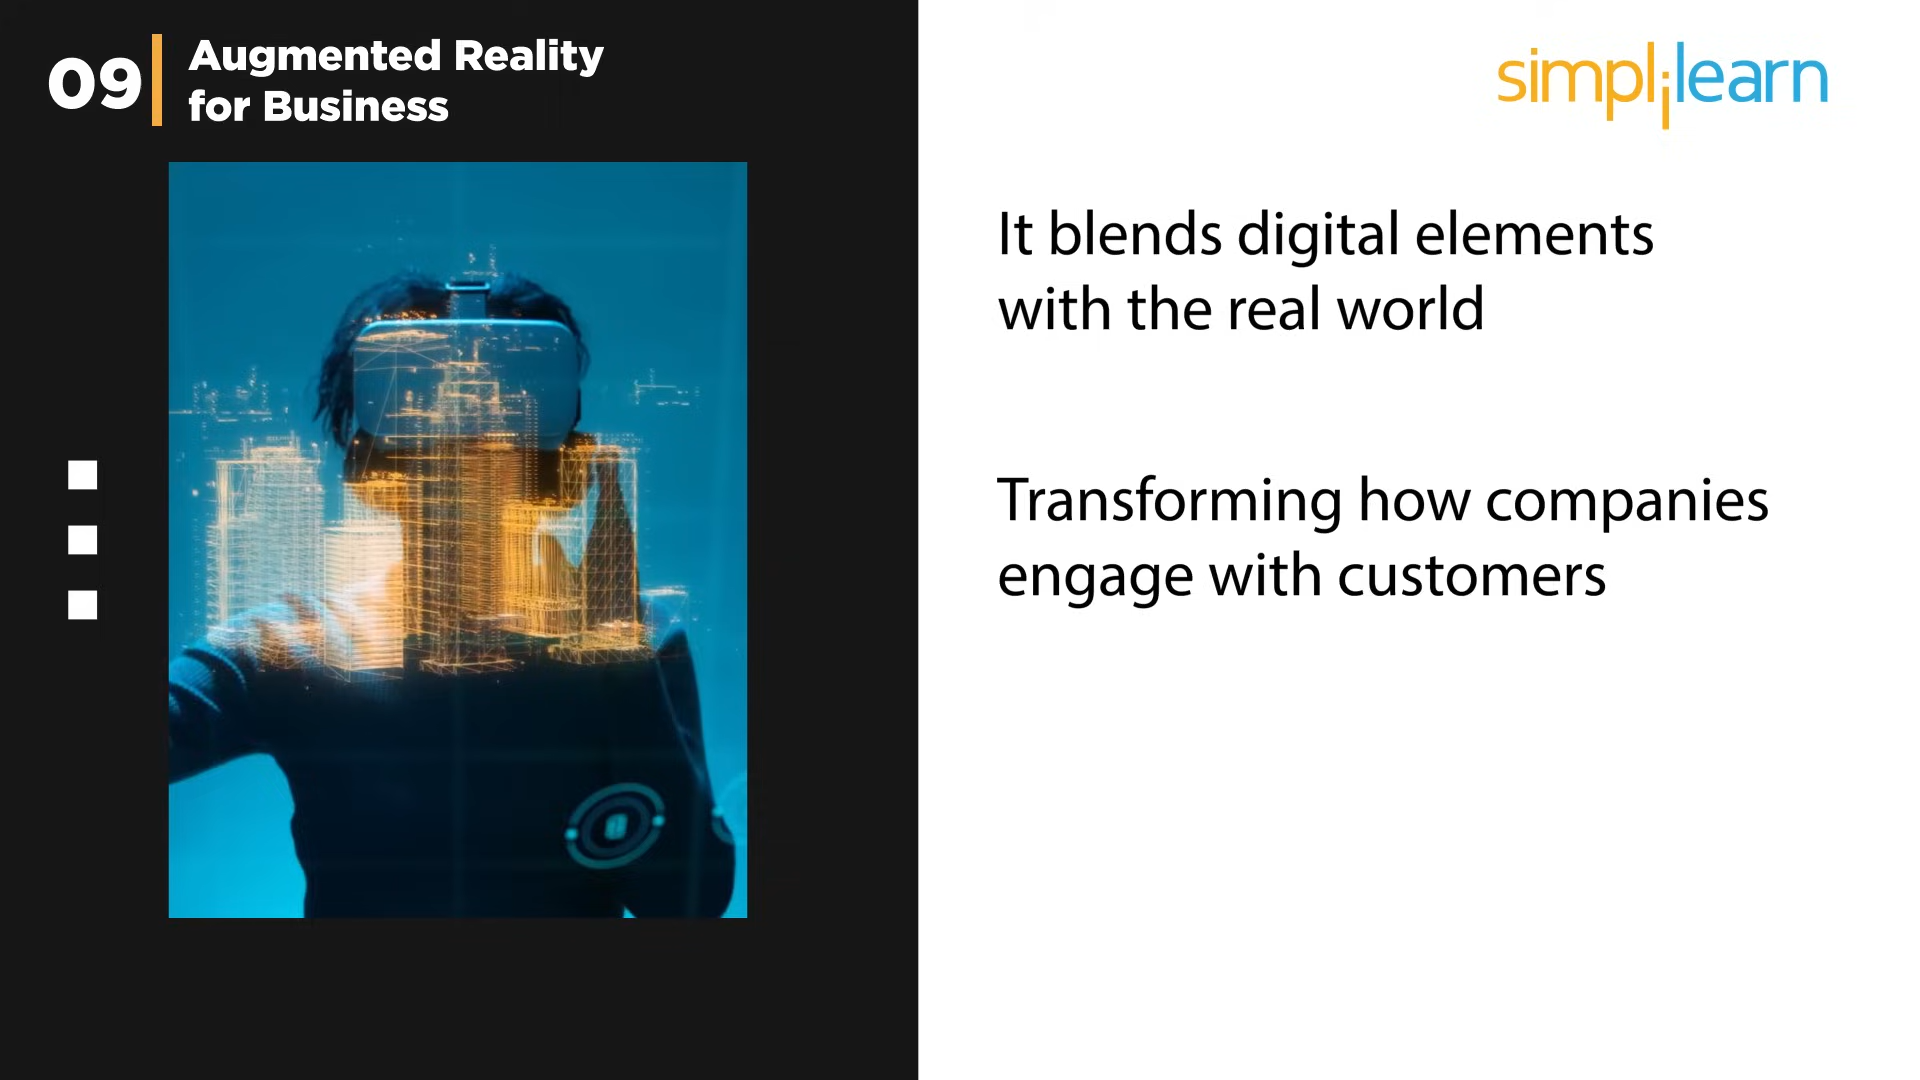 09
Augmented Reality
for Business
simplilearn
It blends digital elements
with the real world
Transforming how companies
engage with customers